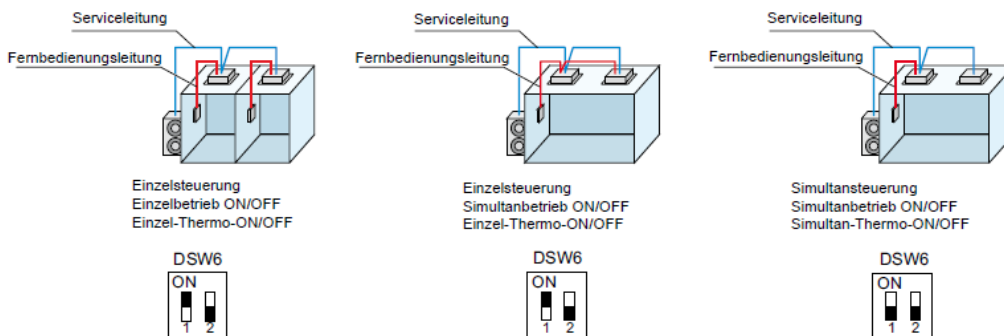 Serviceleitung
Fernbedienungsleitung
Einzelsteuerung
Einzelbetrieb ON/OFF
Einzel-Thermo-ON/OFF
DSW6
ON
1 2
Serviceleitung
Fernbedienungsleitung
Einzelsteuerung
Simultanbetrieb ON/OFF
Einzel-Thermo-ON/OFF
DSW6
ON
1 2
Serviceleitung
Fernbedienungsleitung
Simultansteuerung
Simultanbetrieb ON/OFF
Simultan-Thermo-ON/OFF
DSW6
ON
1 2